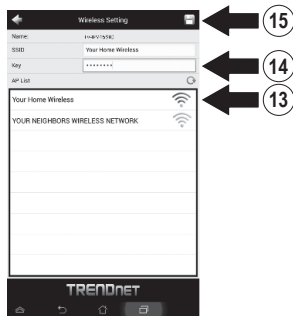 Wireless Setting
15
Name:
SSID Your Home Wireless
Key ••••••••
14
AP List
13
Your Home Wireless
YOUR NEIGHBORS WIRELESS NETWORK
TRENDNET